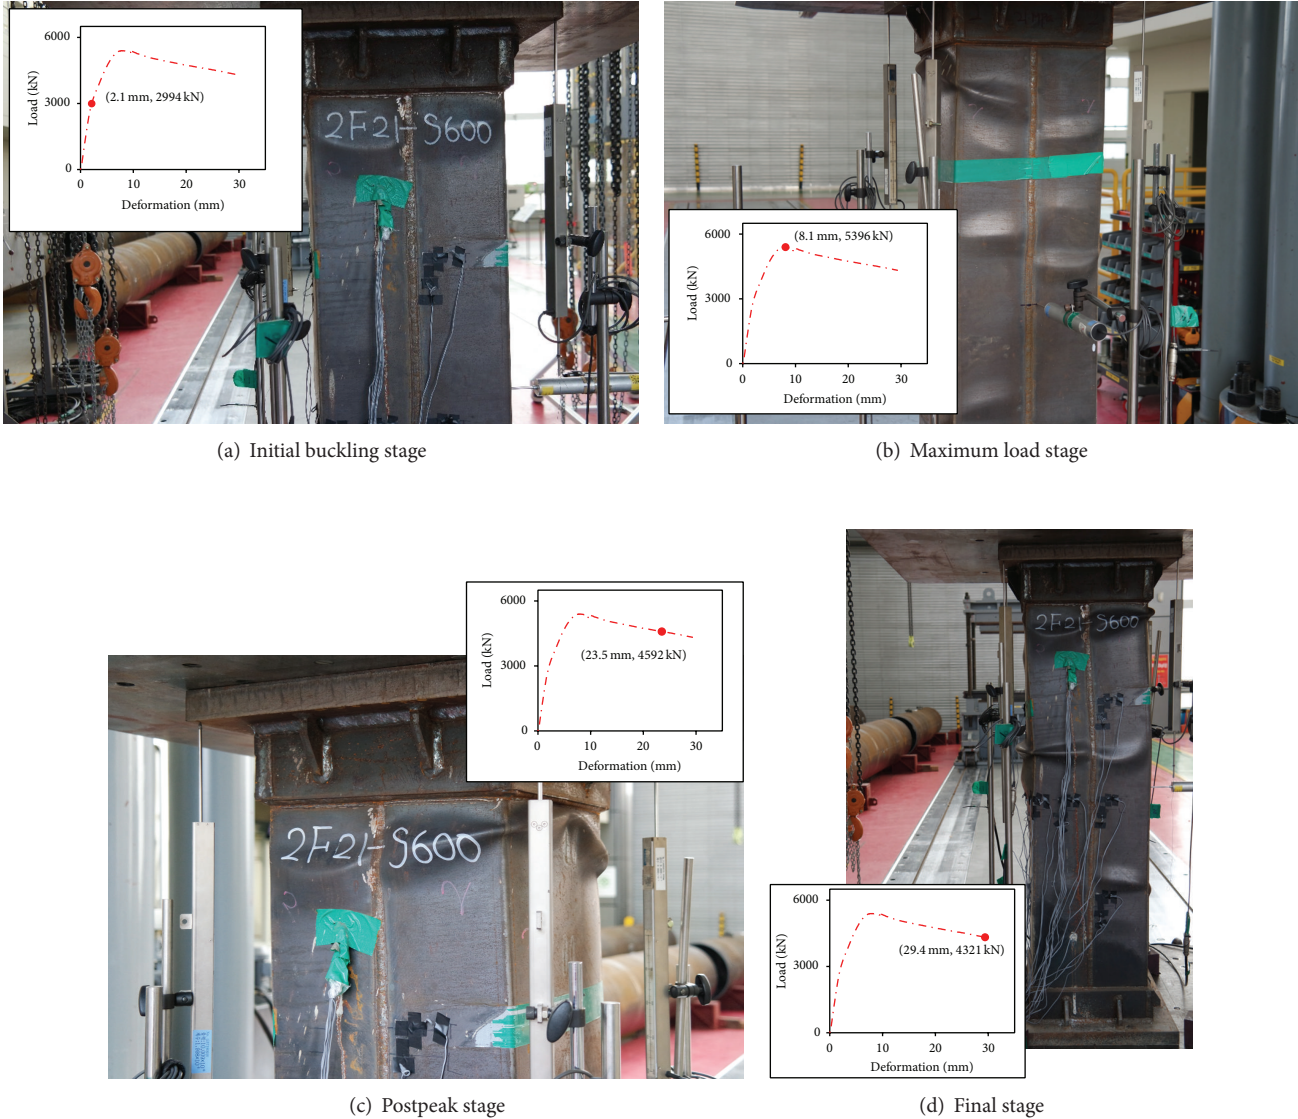 6000
3000
0
Load (kN)
(2.1 mm, 2994 kN)
0 10 20 30
Deformation (mm)
2F21-S600
(a) Initial buckling stage
6000
3000
0
Load (kN)
(8.1 mm, 5396 kN)
0 10 20 30
Deformation (mm)
(b) Maximum load stage
6000
3000
0
Load (kN)
(23.5 mm, 4592 kN)
0 10 20 30
Deformation (mm)
2F21-S600
(c) Postpeak stage
2F21-S600
6000
3000
0
Load (kN)
(29.4 mm, 4321 kN)
0 10 20 30
Deformation (mm)
(d) Final stage